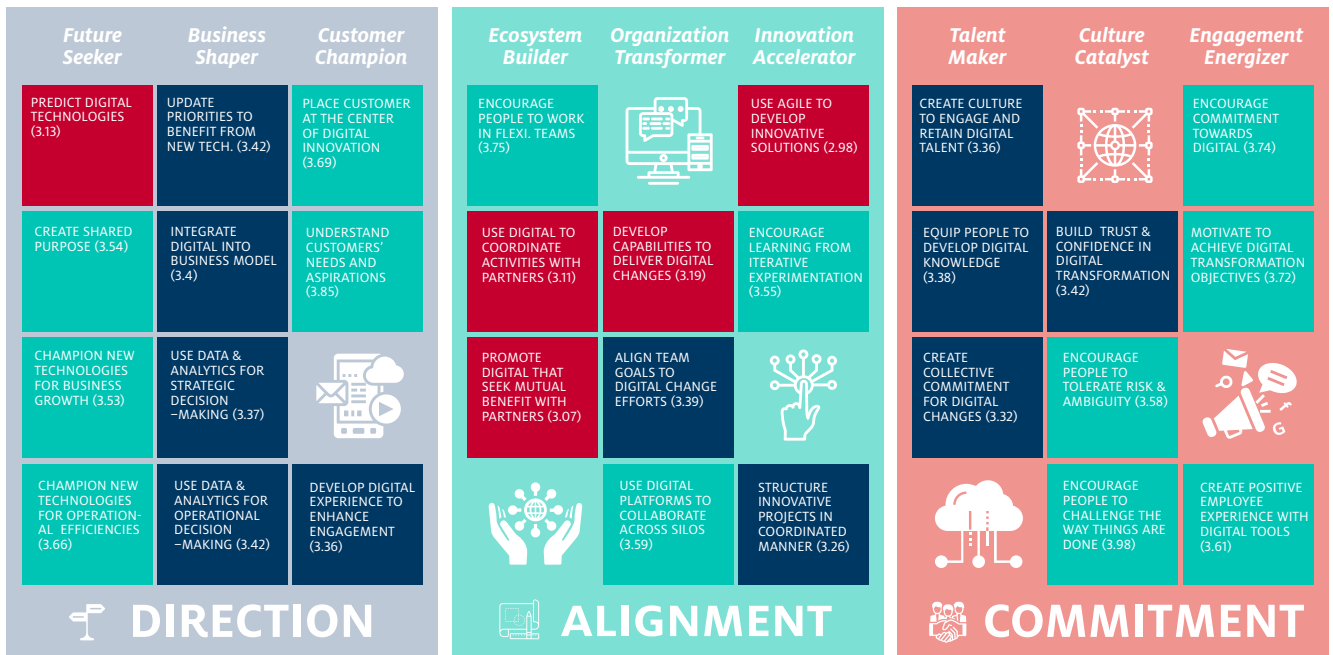 Future
Seeker
Business
Shaper
Customer
Champion
PREDICT DIGITAL
TECHNOLOGIES
(3.13)
UPDATE
PRIORITIES TO
BENEFIT FROM
NEW TECH. (3.42)
PLACE CUSTOMER
AT THE CENTER
OF DIGITAL
INNOVATION
(3.69)
CREATE SHARED
PURPOSE (3.54)
INTEGRATE
DIGITAL INTO
BUSINESS MODEL
(3.4)
UNDERSTAND
CUSTOMERS'
NEEDS AND
ASPIRATIONS
(3.85)
CHAMPION NEW
TECHNOLOGIES
FOR BUSINESS
GROWTH (3.53)
USE DATA &
ANALYTICS FOR
STRATEGIC
DECISION
–MAKING (3.37)
CHAMPION NEW
TECHNOLOGIES
FOR OPERATION-
AL EFFICIENCIES
(3.66)
USE DATA &
ANALYTICS FOR
OPERATIONAL
DECISION
–MAKING (3.42)
DEVELOP DIGITAL
EXPERIENCE TO
ENHANCE
ENGAGEMENT
(3.36)
DIRECTION
Ecosystem
Builder
Organization
Transformer
Innovation
Accelerator
ENCOURAGE
PEOPLE TO WORK
IN FLEXI. TEAMS
(3.75)
USE AGILE TO
DEVELOP
INNOVATIVE
SOLUTIONS (2.98)
USE DIGITAL TO
COORDINATE
ACTIVITIES WITH
PARTNERS (3.11)
DEVELOP
CAPABILITIES TO
DELIVER DIGITAL
CHANGES (3.19)
ENCOURAGE
LEARNING FROM
ITERATIVE
EXPERIMENTATION
(3.55)
PROMOTE
DIGITAL THAT
SEEK MUTUAL
BENEFIT WITH
PARTNERS (3.07)
ALIGN TEAM
GOALS TO
DIGITAL CHANGE
EFFORTS (3.39)
USE DIGITAL
PLATFORMS TO
COLLABORATE
ACROSS SILOS
(3.59)
STRUCTURE
INNOVATIVE
PROJECTS IN
COORDINATED
MANNER (3.26)
ALIGNMENT
Talent
Maker
Culture
Catalyst
Engagement
Energizer
CREATE CULTURE
TO ENGAGE AND
RETAIN DIGITAL
TALENT (3.36)
ENCOURAGE
COMMITMENT
TOWARDS
DIGITAL (3.74)
EQUIP PEOPLE TO
DEVELOP DIGITAL
KNOWLEDGE
(3.38)
BUILD TRUST &
CONFIDENCE IN
DIGITAL
TRANSFORMATION
(3.42)
MOTIVATE TO
ACHIEVE DIGITAL
TRANSFORMATION
OBJECTIVES (3.72)
CREATE
COLLECTIVE
COMMITMENT
FOR DIGITAL
CHANGES (3.32)
ENCOURAGE
PEOPLE TO
TOLERATE RISK &
AMBIGUITY (3.58)
f
G
ENCOURAGE
PEOPLE TO
CHALLENGE THE
WAY THINGS ARE
DONE (3.98)
CREATE POSITIVE
EMPLOYEE
EXPERIENCE WITH
DIGITAL TOOLS
(3.61)
COMMITMENT